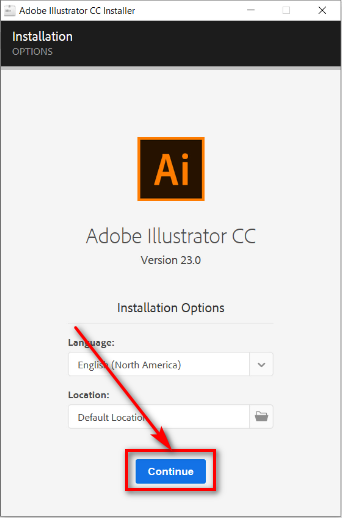 Adobe Illustrator CC Installer
Installation
OPTIONS
Ai
Adobe Illustrator CC
Version 23.0
Installation Options
Language:
English (North America)
Location:
Default Location
Continue